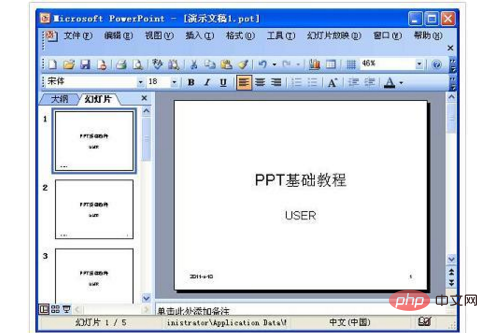 Microsoft PowerPoint - [演示文稿1.pot]
文件(F) 编辑(E) 视图(V) 插入(I) 格式(O) 工具(T) 幻灯片放映(D) 窗口(W) 帮助(H)
46%
宋体 18 B I U A A
大纲 幻灯片
1
PPT基础教程
USER
2
PPT基础教程
USER
3
PPT基础教程
PPT基础教程
USER
1
单击此处添加备注
幻灯片 1 / 5 inistrator\Application Data\M 中文(中国)
php 中文网